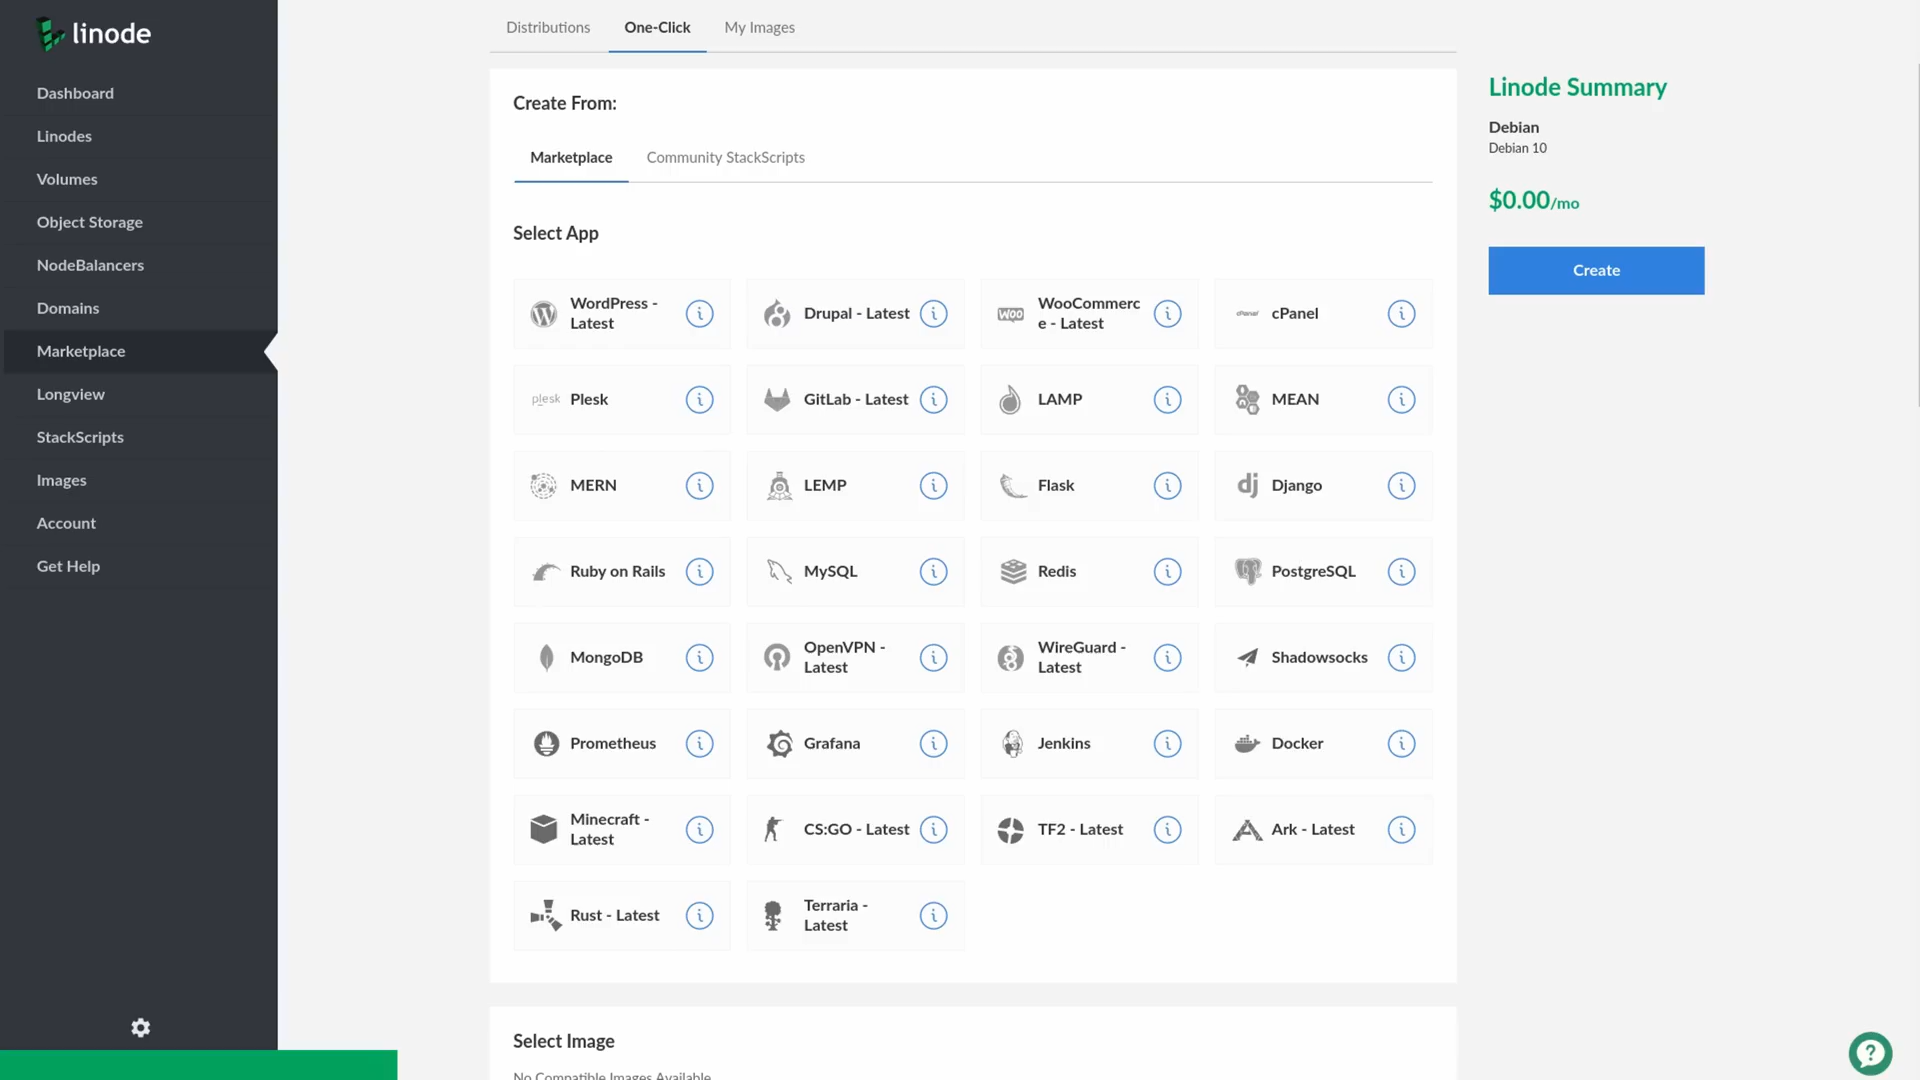 linode
Dashboard
Linodes
Volumes
Object Storage
NodeBalancers
Domains
Marketplace
Longview
StackScripts
Images
Account
Get Help
Distributions
One-Click
My Images
Create From:
Marketplace
Community StackScripts
Select App
WordPress -
Latest
Drupal - Latest
WOO
WooCommerc
e - Latest
cPanel
cPanel
plesk
Plesk
GitLab - Latest
LAMP
MEAN
MERN
LEMP
Flask
dj
Django
Ruby on Rails
MySQL
Redis
PostgreSQL
MongoDB
OpenVPN -
Latest
WireGuard -
Latest
Shadowsocks
Prometheus
Grafana
Jenkins
Docker
Minecraft -
Latest
CS:GO - Latest
TF2 - Latest
Ark - Latest
Rust - Latest
Terraria -
Latest
Select Image
No Compatible Images Available
Linode Summary
Debian
Debian 10
$0.00/mo
Create